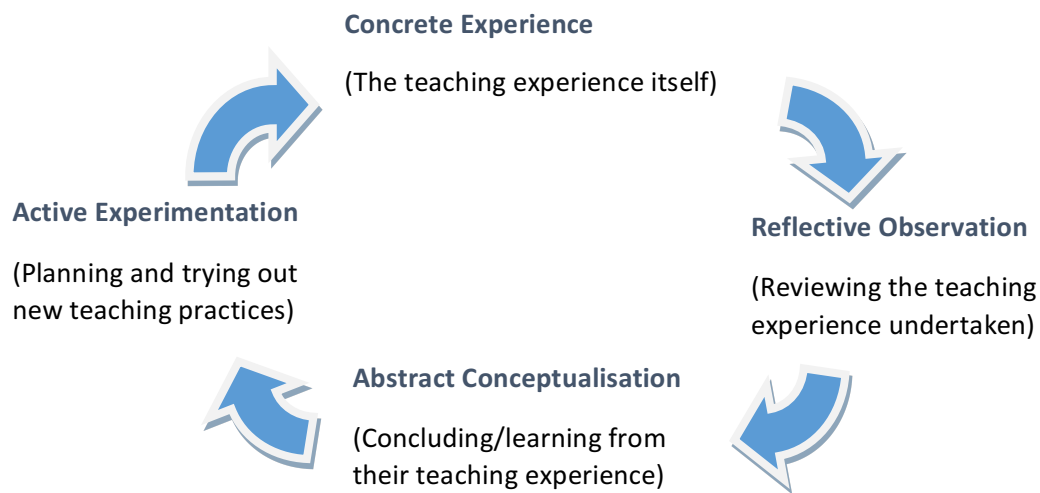 Concrete Experience
(The teaching experience itself)
Reflective Observation
(Reviewing the teaching
experience undertaken)
Abstract Conceptualisation
(Concluding/learning from
their teaching experience)
Active Experimentation
(Planning and trying out
new teaching practices)